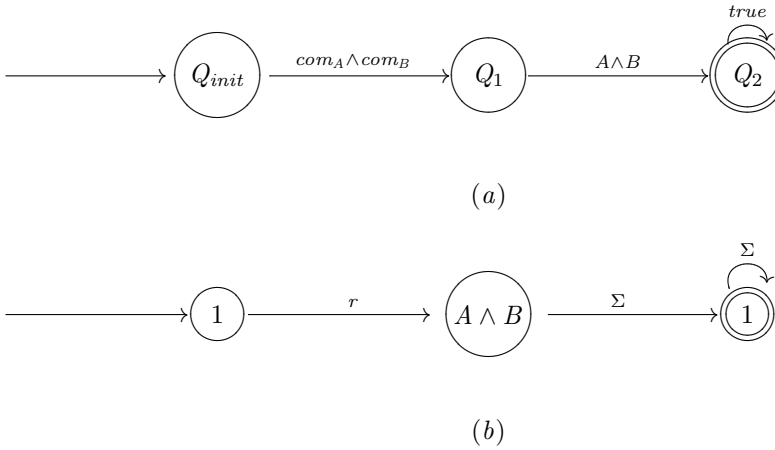 true
com_A∧com_B A∧B
Q_init Q_1 Q_2
(a)
Σ
r Σ
1 A ∧ B 1
(b)